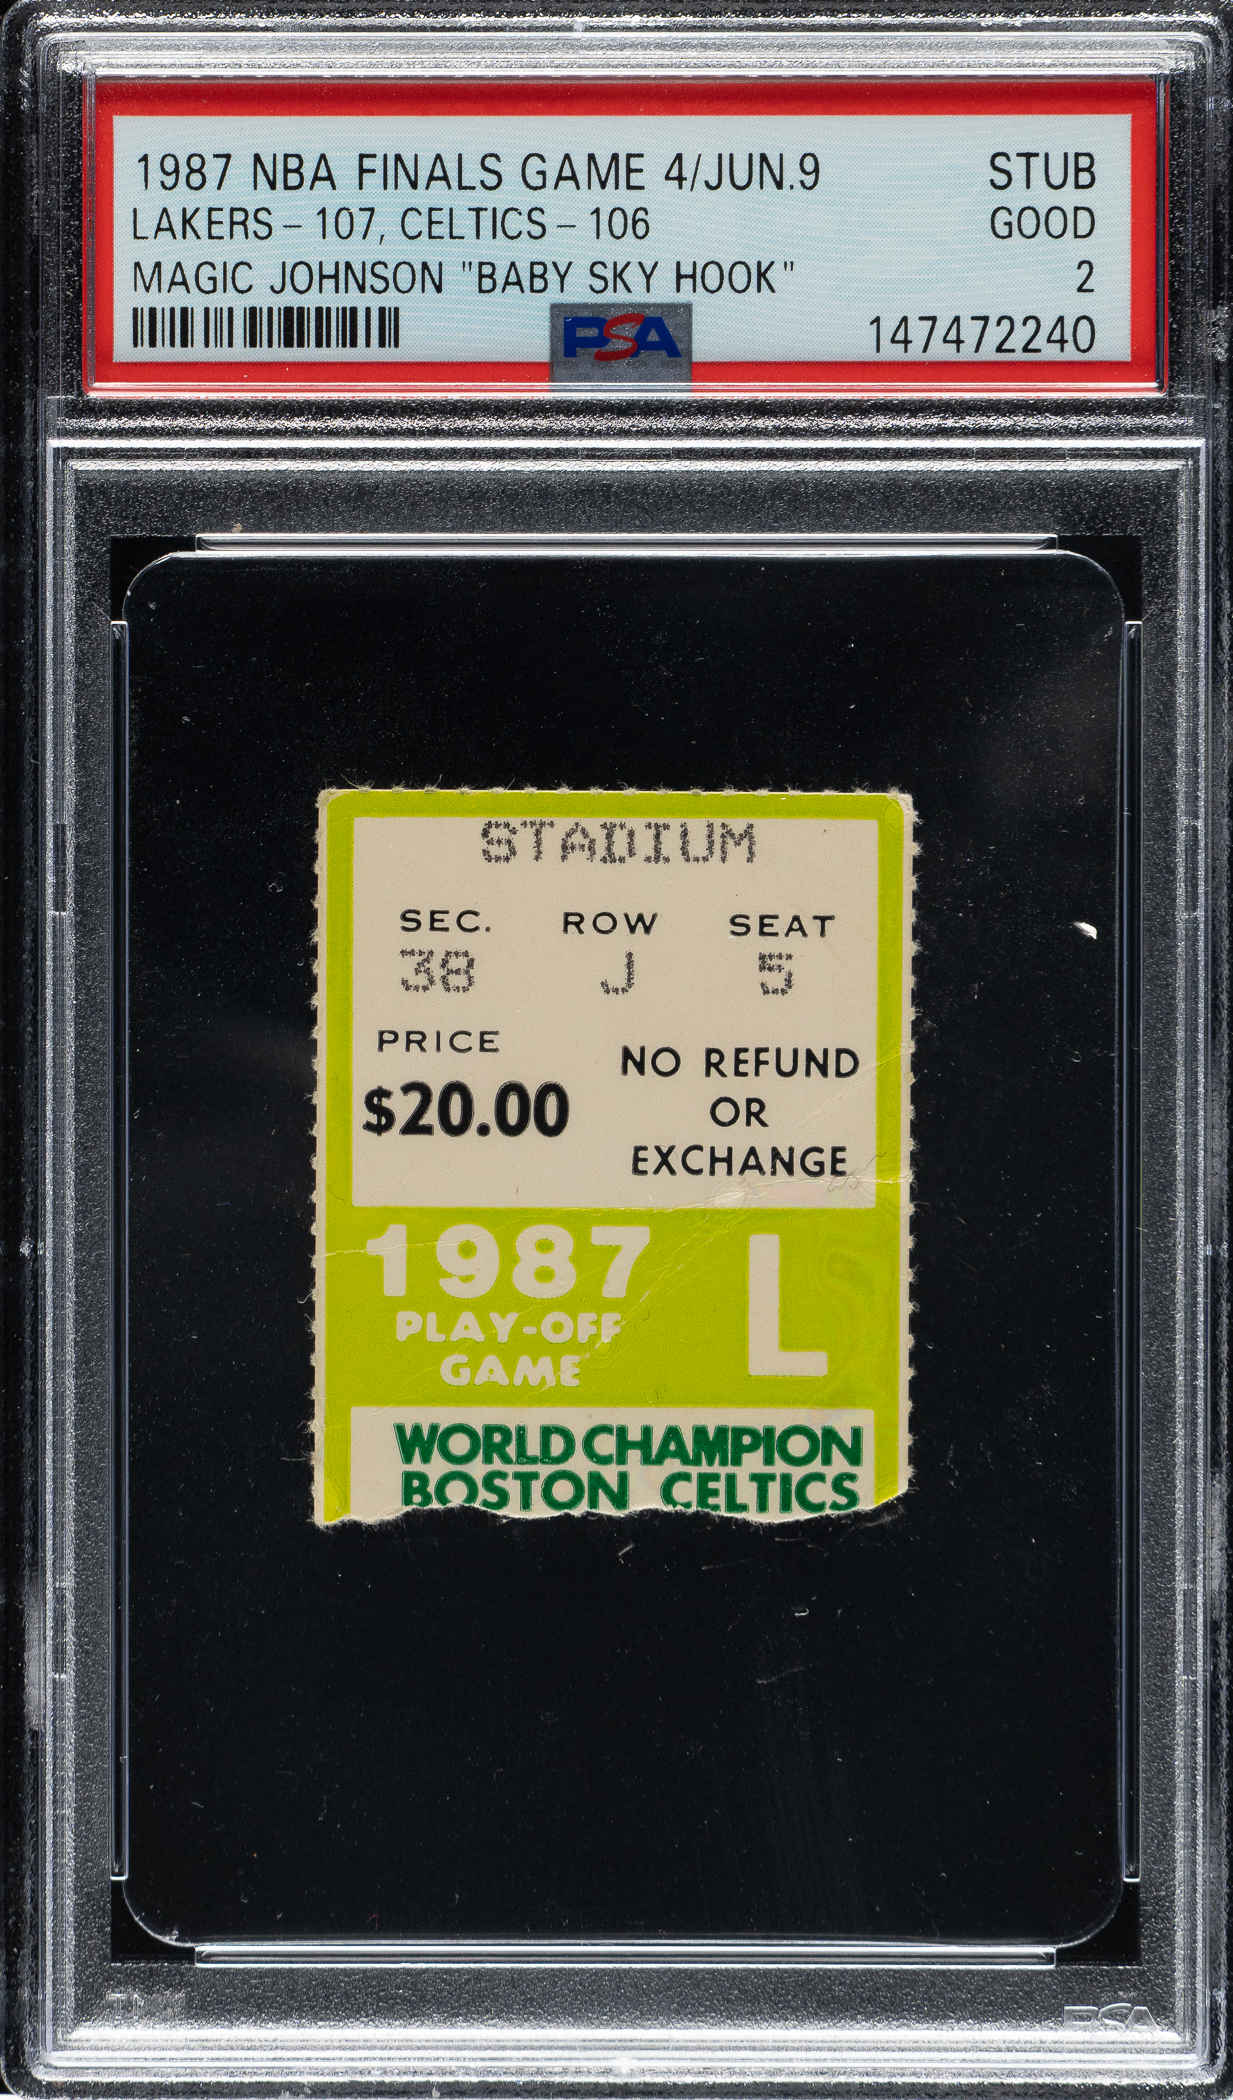 1987 NBA FINALS GAME 4/JUN.9 STUB
LAKERS - 107, CELTICS - 106 GOOD
MAGIC JOHNSON "BABY SKY HOOK" 2
PSA 147472240
STADIUM
SEC. ROW SEAT
38 J 5
PRICE
$20.00
NO REFUND
OR
EXCHANGE
1987
PLAY-OFF
GAME
L
WORLD CHAMPION
BOSTON CELTICS
PSA